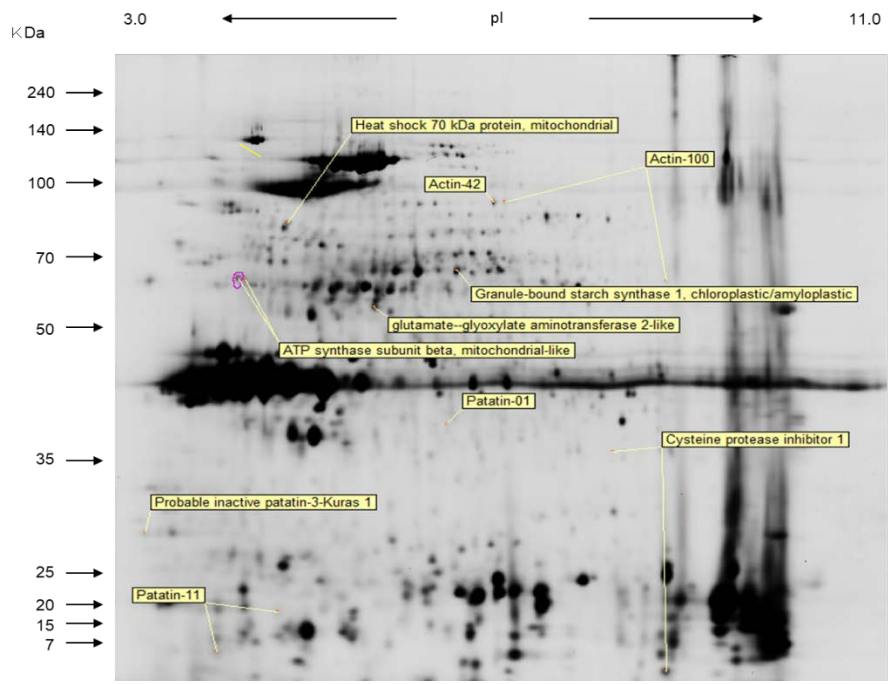 3.0
pI
11.0
KDa
240
140
100
70
50
35
25
20
15
7
Heat shock 70 kDa protein, mitochondrial
Actin-100
Actin-42
Granule-bound starch synthase 1, chloroplastic/amyloplastic
glutamate--glyoxylate aminotransferase 2-like
ATP synthase subunit beta, mitochondrial-like
Patatin-01
Cysteine protease inhibitor 1
Probable inactive patatin-3-Kuras 1
Patatin-11